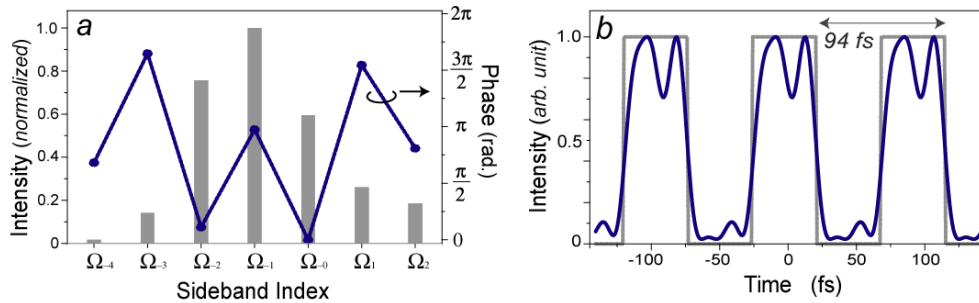 a
Intensity (normalized)
1.0
0.8
0.6
0.4
0.2
0
2π
3π/2
π
π/2
0
Phase (rad.)
Ω₋₄ Ω₋₃ Ω₋₂ Ω₋₁ Ω₋₀ Ω₁ Ω₂
Sideband Index
b
94 fs
Intensity (arb. unit)
1.0
0.5
0
-100 -50 0 50 100
Time (fs)